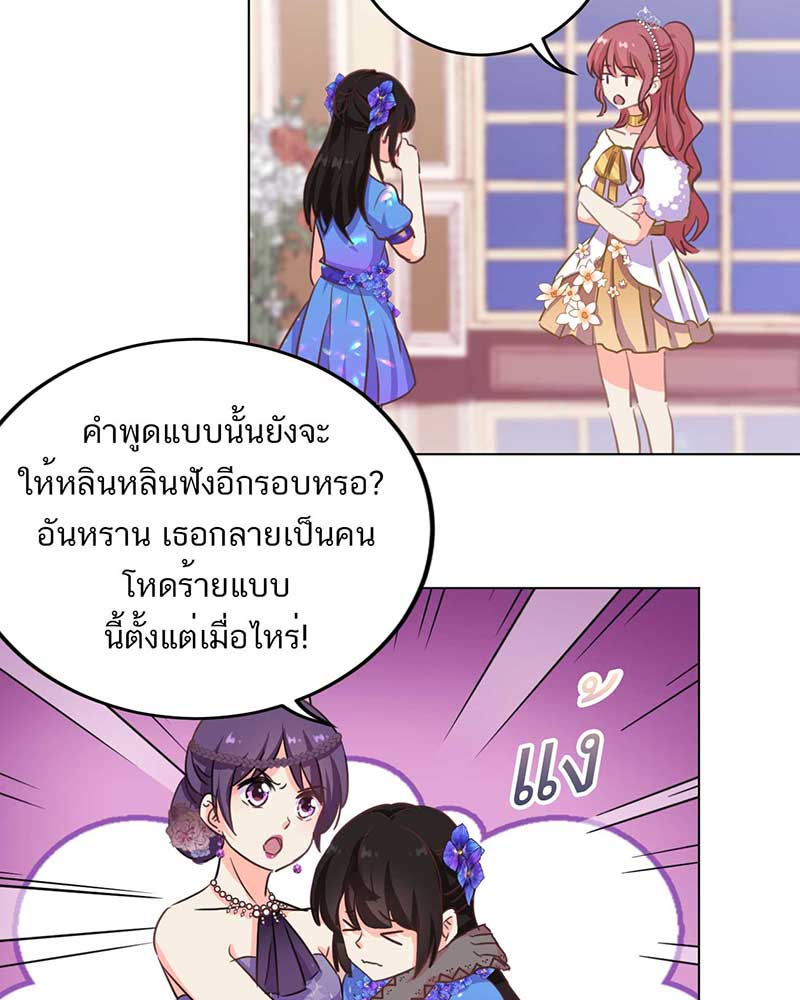 คำพูดแบบนั้นยังจะ
ให้หลินหลินฟังอีกรอบหรอ?
อันหราน เธอกลายเป็นคน
โหดร้ายแบบ
นี้ตั้งแต่เมื่อไหร่!
แง้